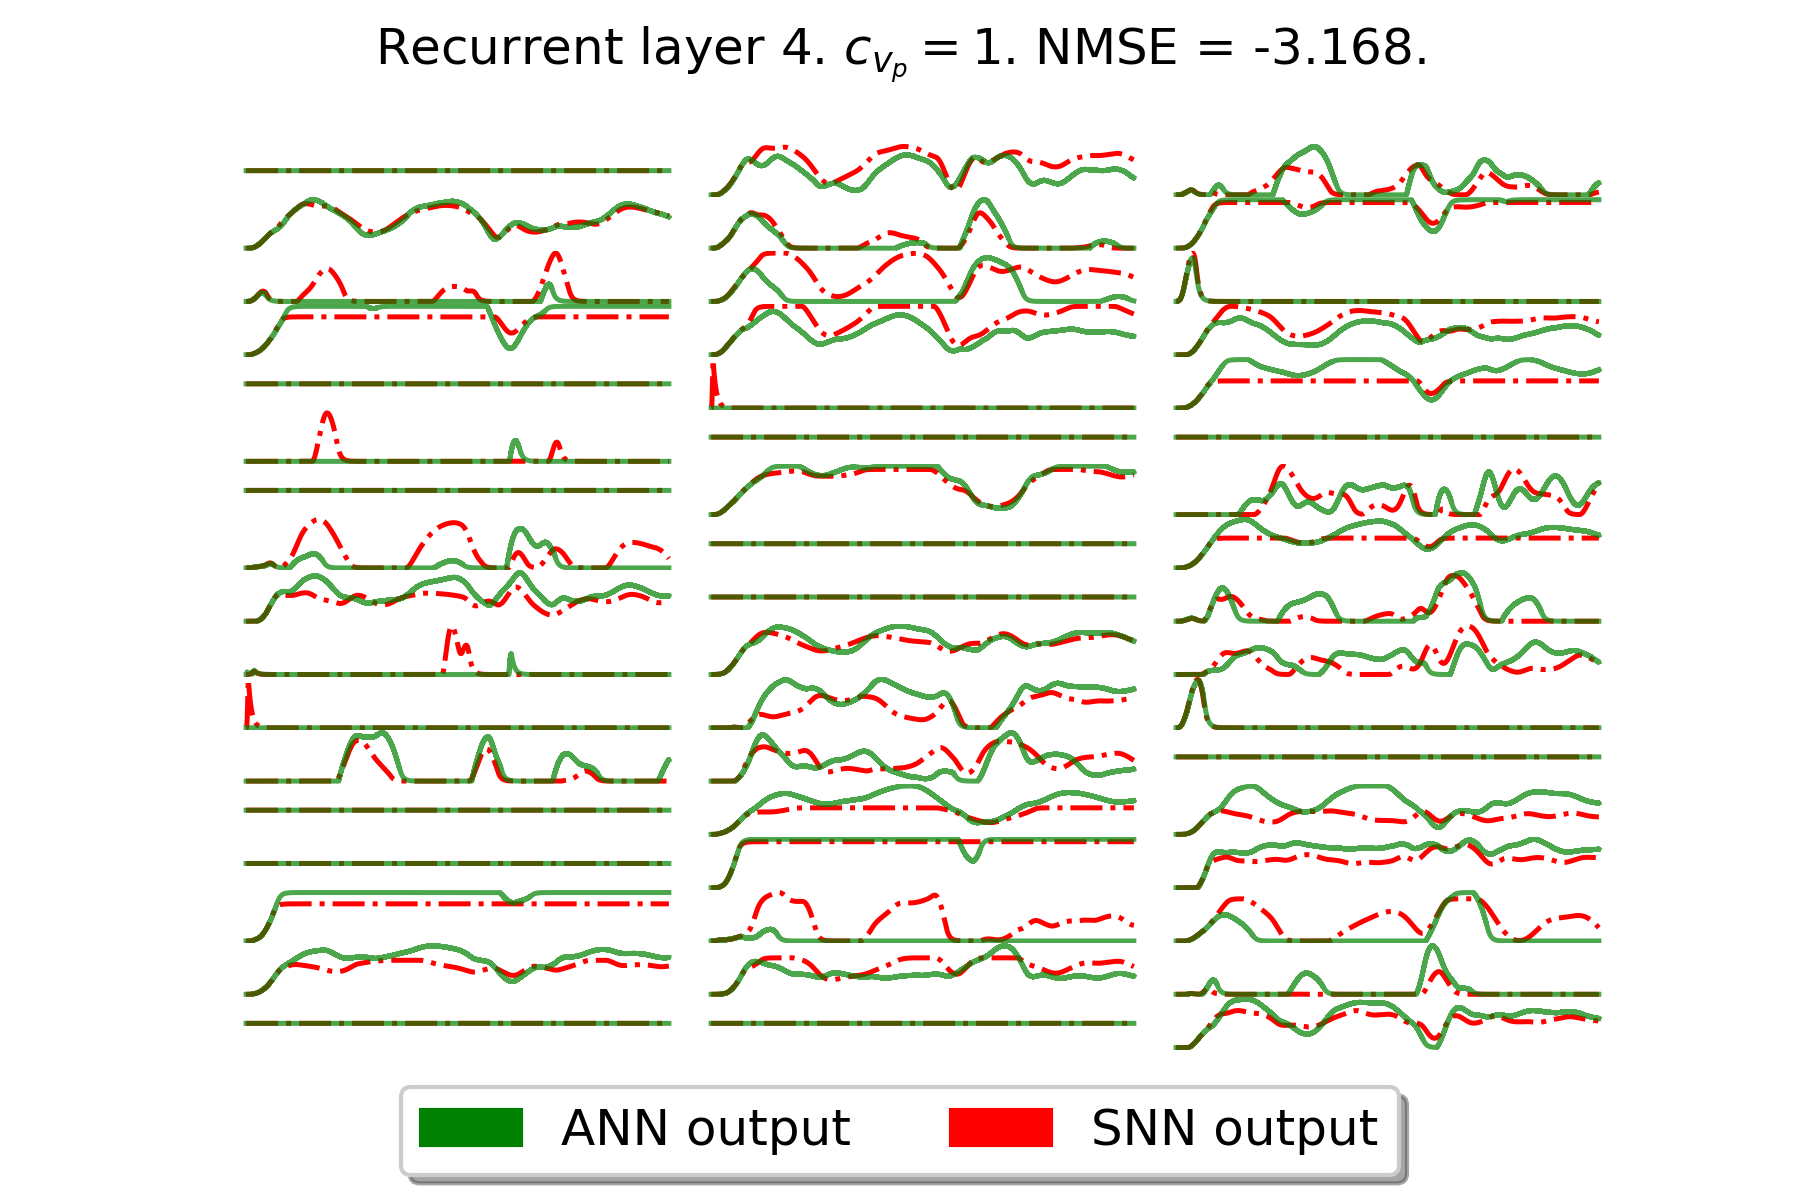 Recurrent layer 4. $c_{v_p} = 1$. NMSE = -3.168.
ANN output
SNN output